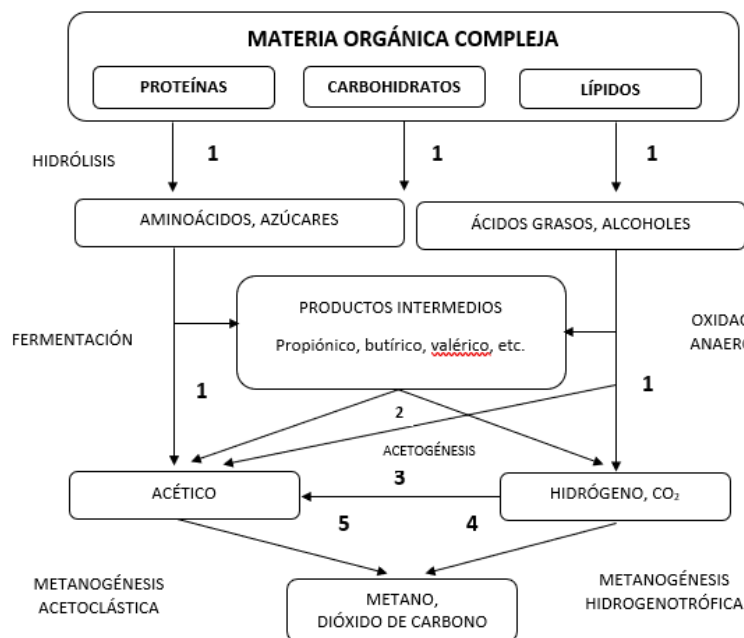 MATERIA ORGÁNICA COMPLEJA
PROTEÍNAS
CARBOHIDRATOS
LÍPIDOS
1
1
1
HIDRÓLISIS
AMINOÁCIDOS, AZÚCARES
ÁCIDOS GRASOS, ALCOHOLES
PRODUCTOS INTERMEDIOS
Propiónico, butírico, valérico, etc.
FERMENTACIÓN
OXIDAC
ANAERO
1
1
2
ACETOGÉNESIS
3
ACÉTICO
HIDRÓGENO, CO₂
5
4
METANOGÉNESIS
ACETOCLÁSTICA
METANO,
DIÓXIDO DE CARBONO
METANOGÉNESIS
HIDROGENOTRÓFICA